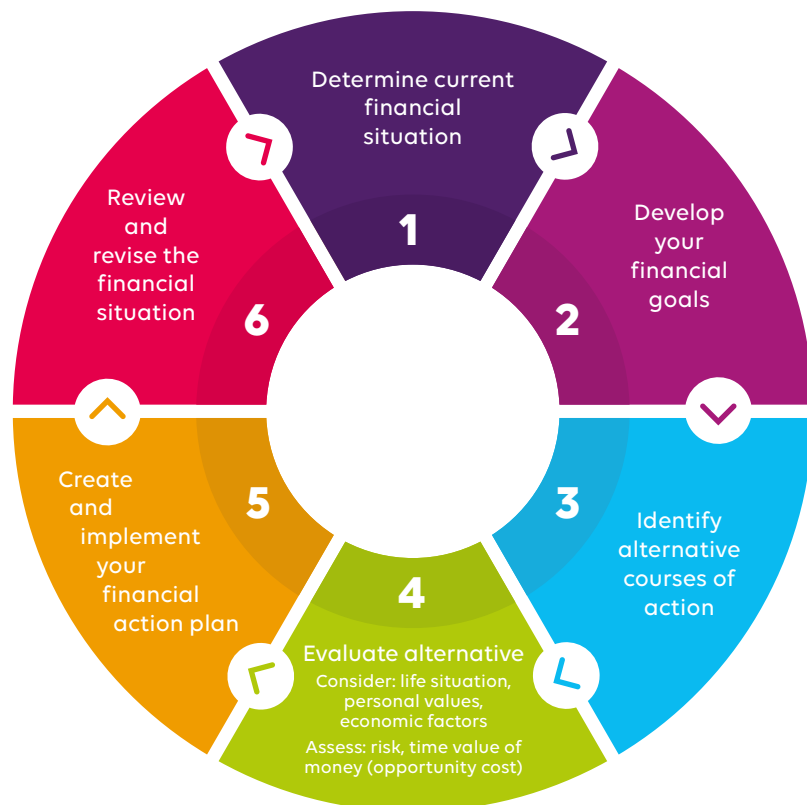 Determine current
financial
situation
1
Develop
your
financial
goals
2
Identify
alternative
courses of
action
3
4
Evaluate alternative
Consider: life situation,
personal values,
economic factors
Assess: risk, time value of
money (opportunity cost)
Create
and
implement
your
financial
action plan
5
Review
and
revise the
financial
situation
6